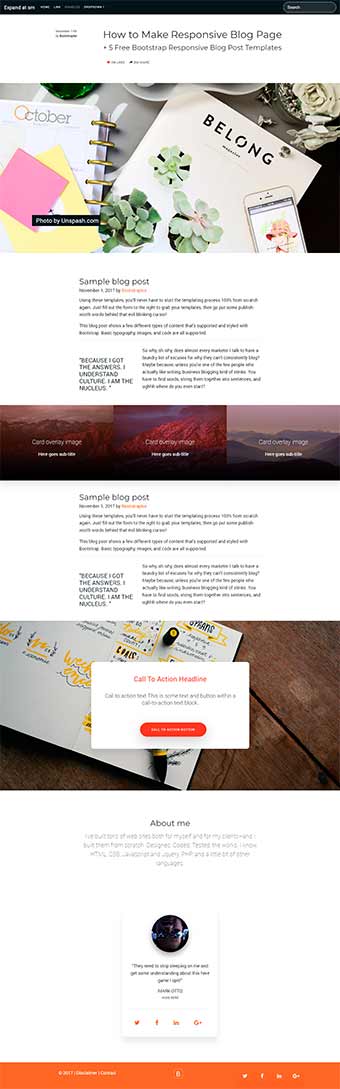 Expand at sm HOME LINK DISABLED DROPDOWN Search
November 7.08
by Bootstraptor
How to Make Responsive Blog Page
+ 5 Free Bootstrap Responsive Blog Post Templates
October
BELONG
magazine
Photo by Unspash.com
Sample blog post
November 5, 2017 by Bootstraptor
Using these templates, you'll never have to start the templating process 100% from scratch
again. Just fill out the form to the right to grab your templates, then go put some publish
worth words behind that evil blinking cursor!
This blog post shows a few different types of content that's supported and styled with
Bootstrap. Basic typography, images, and code are all supported.
"BECAUSE I GOT
THE ANSWERS. I
UNDERSTAND
CULTURE. I AM THE
NUCLEUS. "
So why, oh why, does almost every marketer I talk to have a
laundry list of excuses for why they can't consistently blog?
Maybe because, unless you're one of the few people who
actually like writing, business blogging kind of stinks. You
have to find words, string them together into sentences, and
ughhh where do you even start?
Card overlay image Card overlay image Card overlay image
Here goes sub-title Here goes sub-title Here goes sub-title
Sample blog post
November 5, 2017 by Bootstraptor
Using these templates, you'll never have to start the templating process 100% from scratch
again. Just fill out the form to the right to grab your templates, then go put some publish
worth words behind that evil blinking cursor!
This blog post shows a few different types of content that's supported and styled with
Bootstrap. Basic typography, images, and code are all supported.
"BECAUSE I GOT
THE ANSWERS. I
UNDERSTAND
CULTURE. I AM THE
NUCLEUS. "
So why, oh why, does almost every marketer I talk to have a
laundry list of excuses for why they can't consistently blog?
Maybe because, unless you're one of the few people who
actually like writing, business blogging kind of stinks. You
have to find words, string them together into sentences, and
ughhh where do you even start?
Call To Action Headline
Call to action text This is some text and button within a
call-to-action text block.
CALL TO ACTION BUTTON
About me
I've built tons of web sites both for myself and for my clients and I
built them from scratch. Designed. Coded. Tested the works. I know
HTML, CSS, JavaScript and Jquery, PHP and a little bit of other
languages.
"They need to stop sleeping on me and
get some understanding about this here
game I spit!"
MARK OTTO
© 2017 | Disclaimer | Contact B